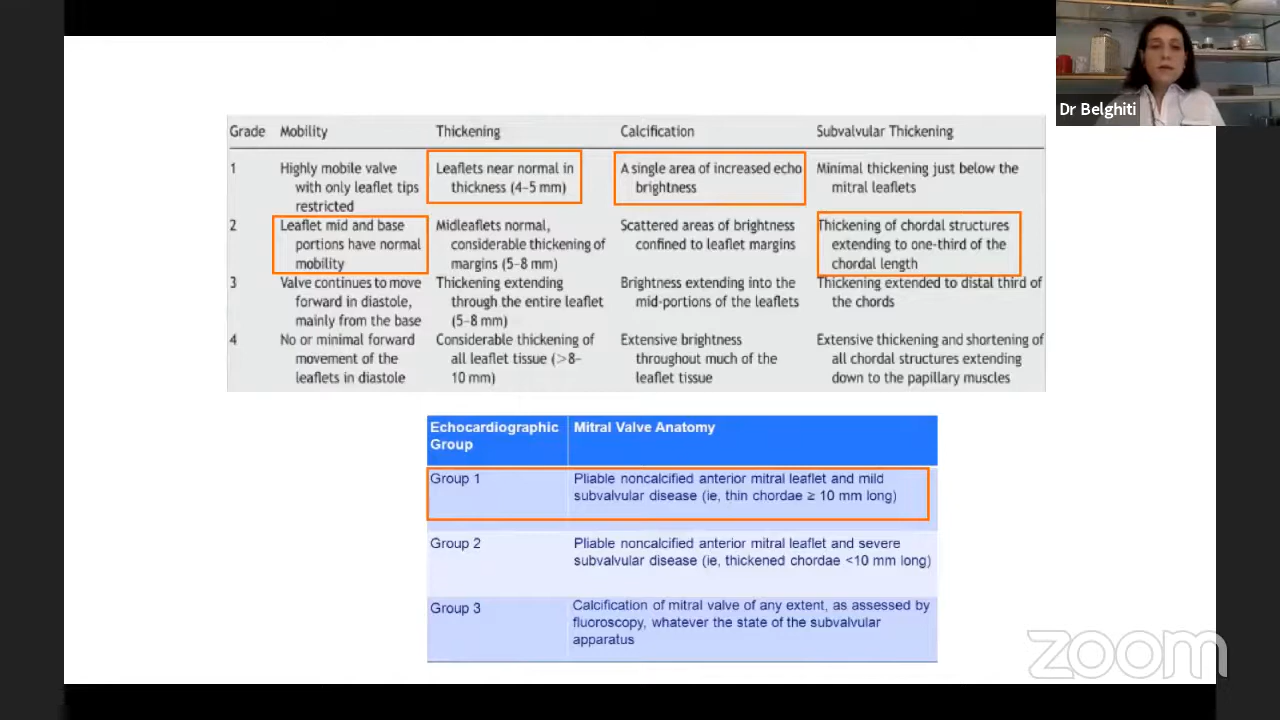 Dr Belghiti
Grade Mobility Thickening Calcification Subvalvular Thickening
1 Highly mobile valve Leaflets near normal in A single area of increased echo Minimal thickening just below the
with only leaflet tips thickness (4-5 mm) brightness mitral leaflets
restricted
2 Leaflet mid and base Midleaflets normal, Scattered areas of brightness Thickening of chordal structures
portions have normal considerable thickening of confined to leaflet margins extending to one-third of the
mobility margins (5-8 mm) chordal length
3 Valve continues to move Thickening extending Brightness extending into the Thickening extended to distal third of
forward in diastole, through the entire leaflet mid-portions of the leaflets the chords
mainly from the base (5-8 mm)
4 No or minimal forward Considerable thickening of Extensive brightness Extensive thickening and shortening of
movement of the all leaflet tissue (>8- throughout much of the all chordal structures extending
leaflets in diastole 10 mm) leaflet tissue down to the papillary muscles
Echocardiographic Mitral Valve Anatomy
Group
Group 1 Pliable noncalcified anterior mitral leaflet and mild
subvalvular disease (ie, thin chordae ≥ 10 mm long)
Group 2 Pliable noncalcified anterior mitral leaflet and severe
subvalvular disease (ie, thickened chordae <10 mm long)
Group 3 Calcification of mitral valve of any extent, as assessed by
fluoroscopy, whatever the state of the subvalvular
apparatus
zoom